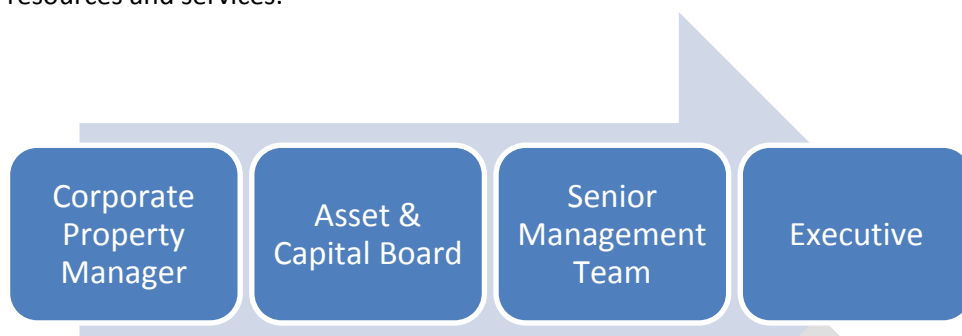 resources and services.
Corporate
Property
Manager
Asset &
Capital Board
Senior
Management
Team
Executive